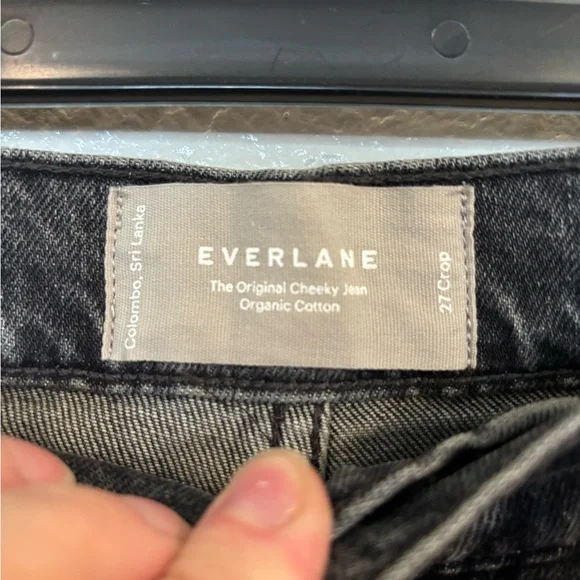 Colombo, Sri Lanka
EVERLANE
The Original Cheeky Jean
Organic Cotton
27 Crop